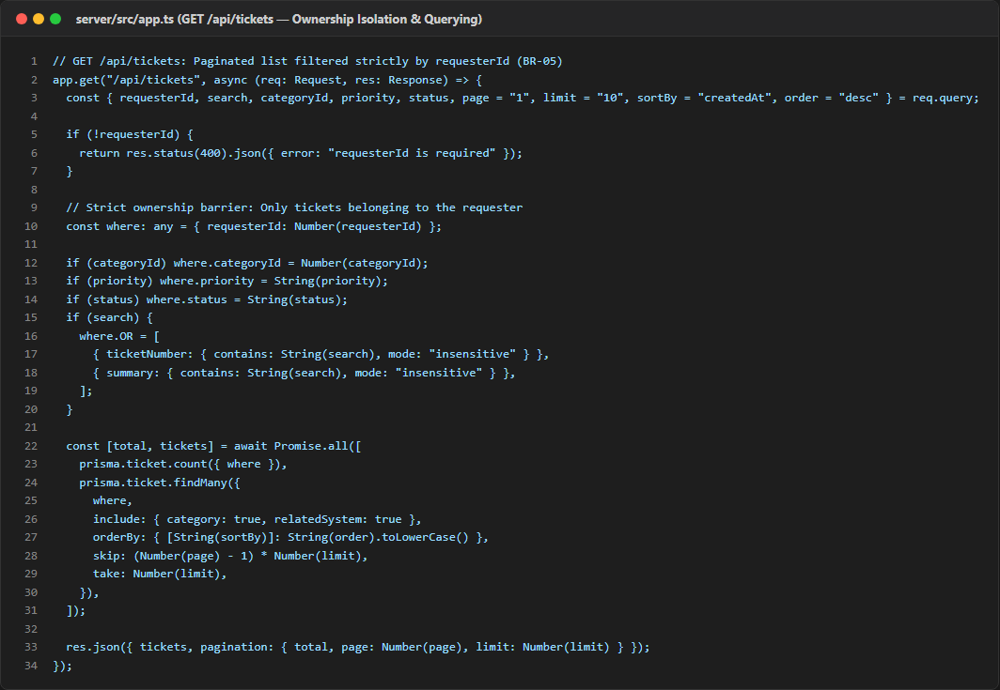 server/src/app.ts (GET /api/tickets — Ownership Isolation & Querying)
1 // GET /api/tickets: Paginated list filtered strictly by requesterId (BR-05)
2 app.get("/api/tickets", async (req: Request, res: Response) => {
3   const { requesterId, search, categoryId, priority, status, page = "1", limit = "10", sortBy = "createdAt", order = "desc" } = req.query;
4
5   if (!requesterId) {
6     return res.status(400).json({ error: "requesterId is required" });
7   }
8
9   // Strict ownership barrier: Only tickets belonging to the requester
10   const where: any = { requesterId: Number(requesterId) };
11
12   if (categoryId) where.categoryId = Number(categoryId);
13   if (priority) where.priority = String(priority);
14   if (status) where.status = String(status);
15   if (search) {
16     where.OR = [
17       { ticketNumber: { contains: String(search), mode: "insensitive" } },
18       { summary: { contains: String(search), mode: "insensitive" } },
19     ];
20   }
21
22   const [total, tickets] = await Promise.all([
23     prisma.ticket.count({ where }),
24     prisma.ticket.findMany({
25       where,
26       include: { category: true, relatedSystem: true },
27       orderBy: { [String(sortBy)]: String(order).toLowerCase() },
28       skip: (Number(page) - 1) * Number(limit),
29       take: Number(limit),
30     }),
31   ]);
32
33   res.json({ tickets, pagination: { total, page: Number(page), limit: Number(limit) } });
34 });